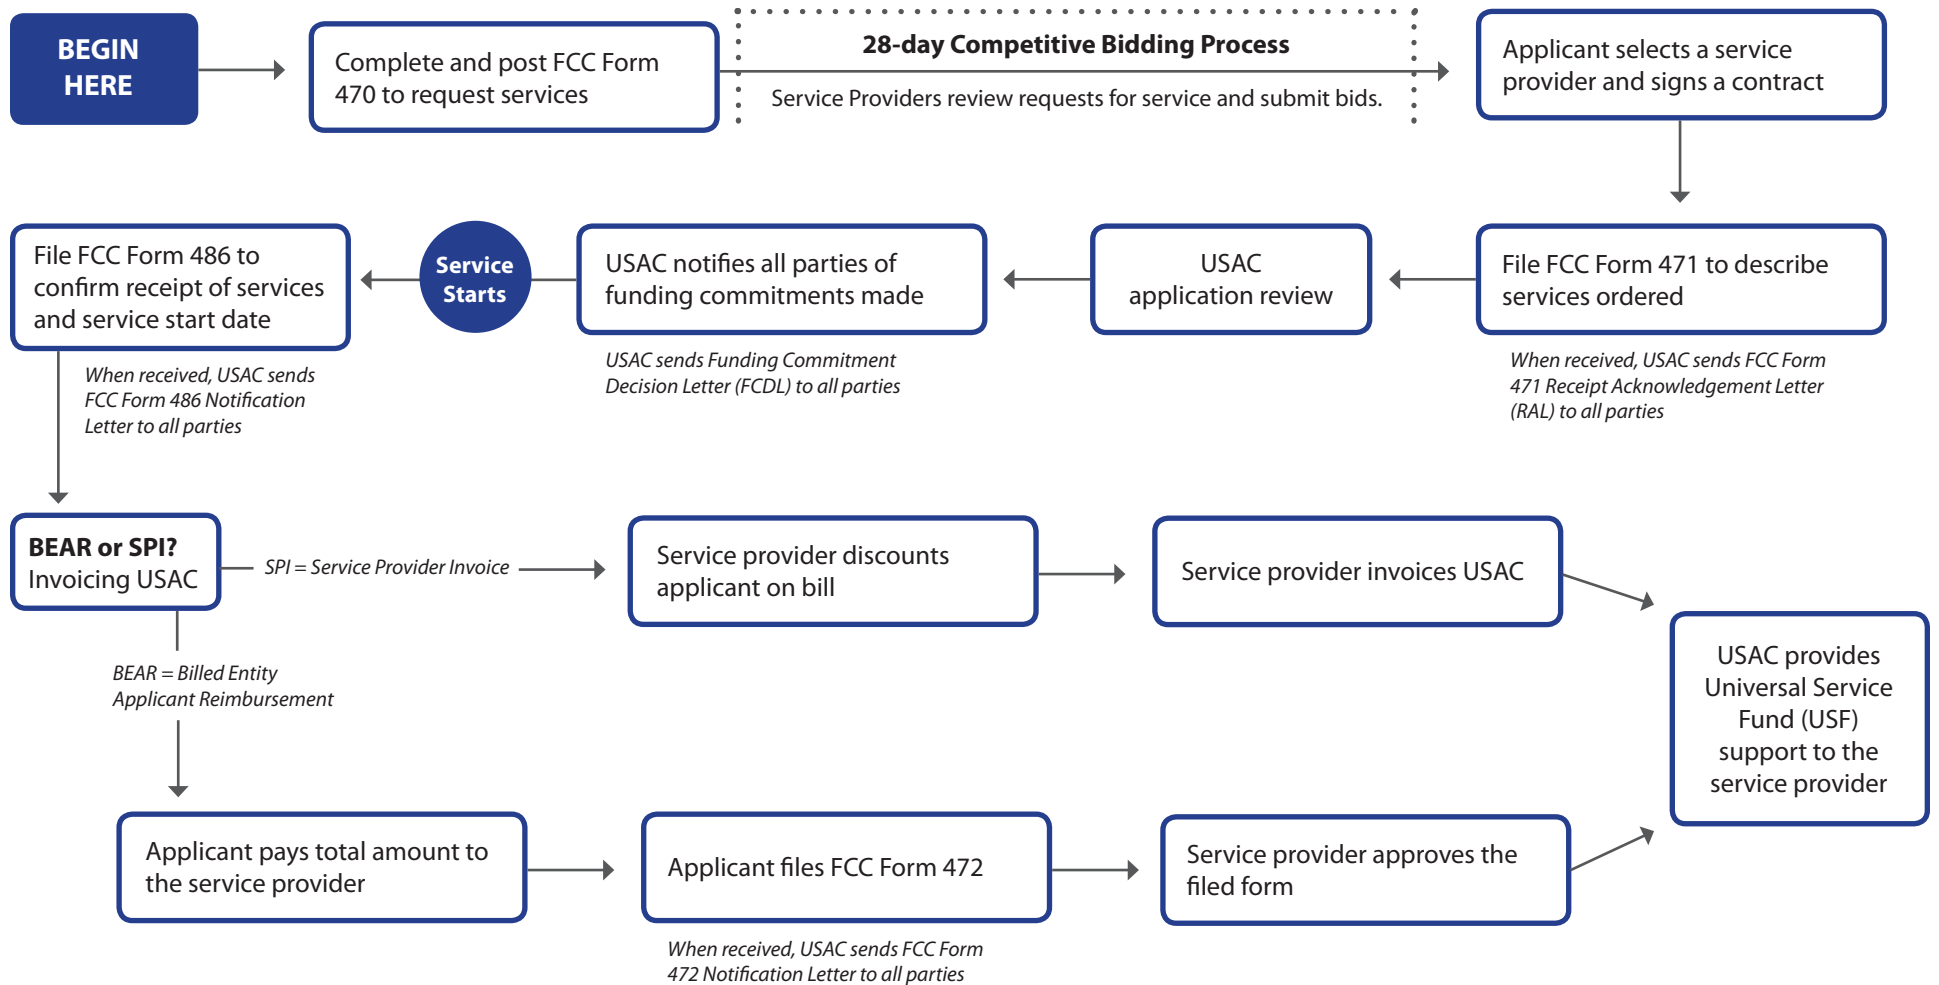 BEGIN
HERE
Complete and post FCC Form
470 to request services
28-day Competitive Bidding Process
Service Providers review requests for service and submit bids.
Applicant selects a service
provider and signs a contract
File FCC Form 471 to describe
services ordered
When received, USAC sends FCC Form
471 Receipt Acknowledgement Letter
(RAL) to all parties
USAC
application review
USAC notifies all parties of
funding commitments made
USAC sends Funding Commitment
Decision Letter (FCDL) to all parties
Service
Starts
File FCC Form 486 to
confirm receipt of services
and service start date
When received, USAC sends
FCC Form 486 Notification
Letter to all parties
BEAR or SPI?
Invoicing USAC
SPI = Service Provider Invoice
Service provider discounts
applicant on bill
Service provider invoices USAC
BEAR = Billed Entity
Applicant Reimbursement
Applicant pays total amount to
the service provider
Applicant files FCC Form 472
When received, USAC sends FCC Form
472 Notification Letter to all parties
Service provider approves the
filed form
USAC provides
Universal Service
Fund (USF)
support to the
service provider